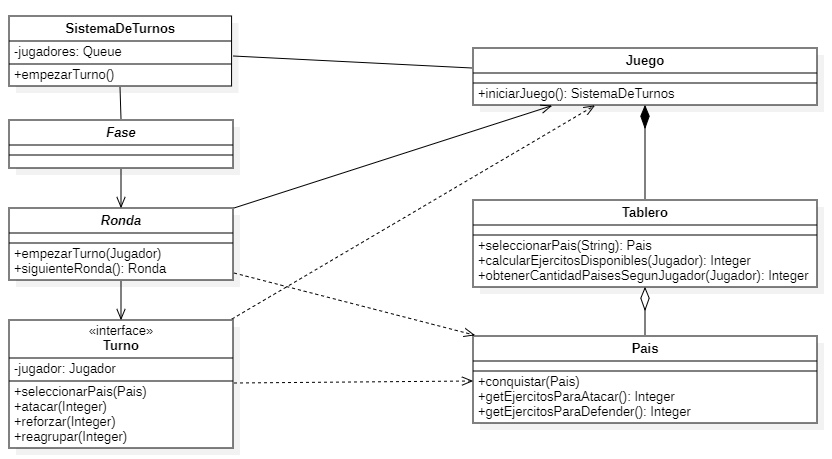 SistemaDeTurnos
-jugadores: Queue
+empezarTurno()
Juego
+iniciarJuego(): SistemaDeTurnos
Fase
Ronda
+empezarTurno(Jugador)
+siguienteRonda(): Ronda
Tablero
+seleccionarPais(String): Pais
+calcularEjercitosDisponibles(Jugador): Integer
+obtenerCantidadPaisesSegunJugador(Jugador): Integer
«interface»
Turno
-jugador: Jugador
+seleccionarPais(Pais)
+atacar(Integer)
+reforzar(Integer)
+reagrupar(Integer)
Pais
+conquistar(Pais)
+getEjercitosParaAtacar(): Integer
+getEjercitosParaDefender(): Integer